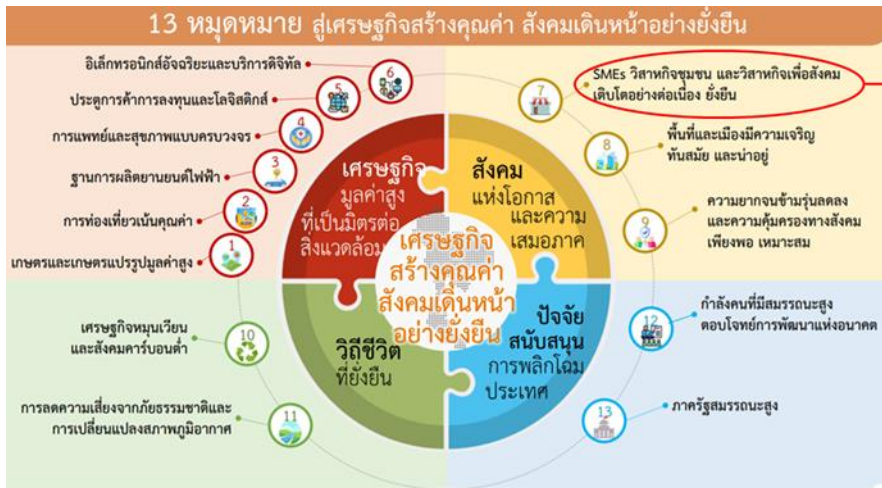 13 หมุดหมาย สู่เศรษฐกิจสร้างคุณค่า สังคมเดินหน้าอย่างยั่งยืน
6
อิเล็กทรอนิกส์อัจฉริยะและบริการดิจิทัล
5
ประตูการค้าการลงทุนและโลจิสติกส์
4
การแพทย์และสุขภาพแบบครบวงจร
3
ฐานการผลิตยานยนต์ไฟฟ้า
2
การท่องเที่ยวเน้นคุณค่า
1
เกษตรและเกษตรแปรรูปมูลค่าสูง
เศรษฐกิจ
มูลค่าสูง
ที่เป็นมิตรต่อ
สิ่งแวดล้อม
สังคม
แห่งโอกาส
และความ
เสมอภาค
7
SMEs วิสาหกิจชุมชน และวิสาหกิจเพื่อสังคม
เติบโตอย่างต่อเนื่อง ยั่งยืน
8
พื้นที่และเมืองมีความเจริญ
ทันสมัย และน่าอยู่
9
ความยากจนข้ามรุ่นลดลง
และความคุ้มครองทางสังคม
เพียงพอ เหมาะสม
เศรษฐกิจ
สร้างคุณค่า
สังคมเดินหน้า
อย่างยั่งยืน
10
เศรษฐกิจหมุนเวียน
และสังคมคาร์บอนต่ำ
11
การลดความเสี่ยงจากภัยธรรมชาติและ
การเปลี่ยนแปลงสภาพภูมิอากาศ
วิถีชีวิต
ที่ยั่งยืน
ปัจจัย
สนับสนุน
การพลิกโฉม
ประเทศ
12
กำลังคนที่มีสมรรถนะสูง
ตอบโจทย์การพัฒนาแห่งอนาคต
13
ภาครัฐสมรรถนะสูง